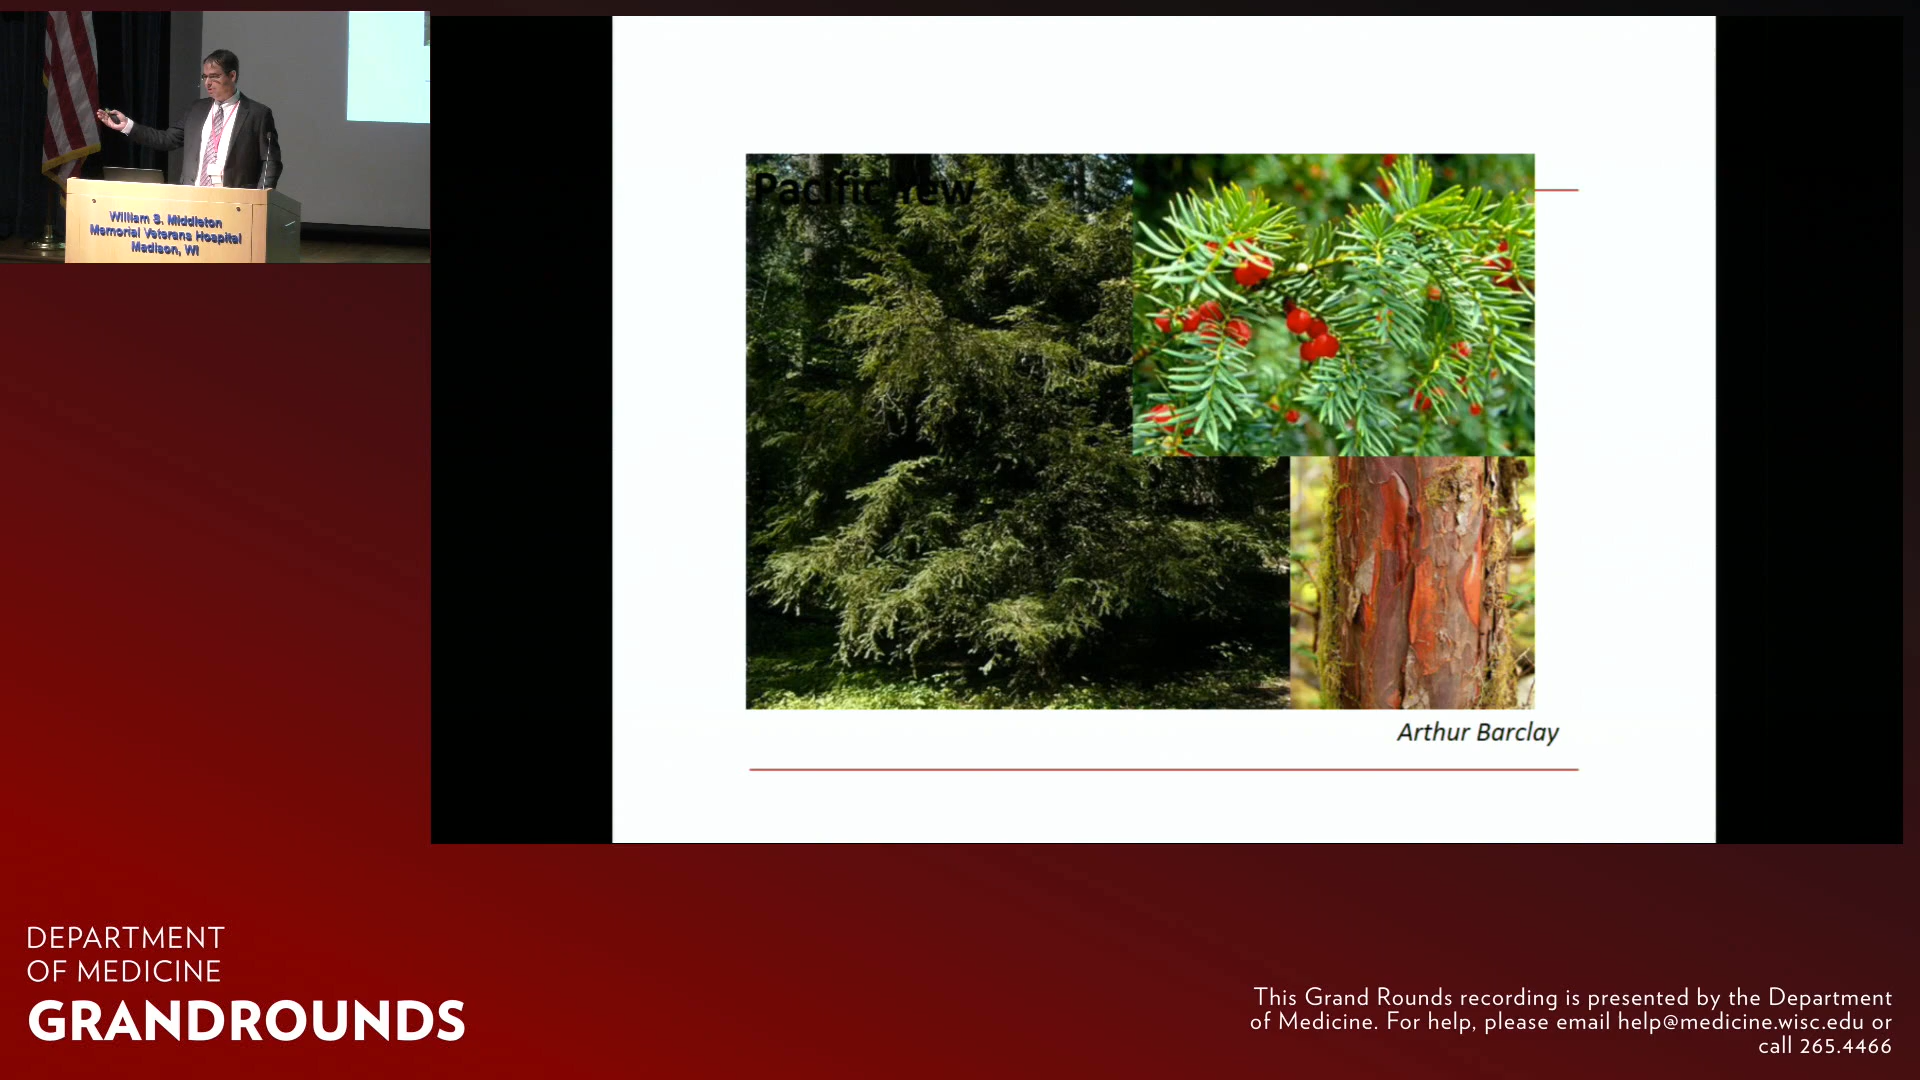 William S. Middleton
Memorial Veterans Hospital
Madison, WI
Pacific Yew
Arthur Barclay
DEPARTMENT
OF MEDICINE
GRANDROUNDS
This Grand Rounds recording is presented by the Department
of Medicine. For help, please email help@medicine.wisc.edu or
call 265.4466